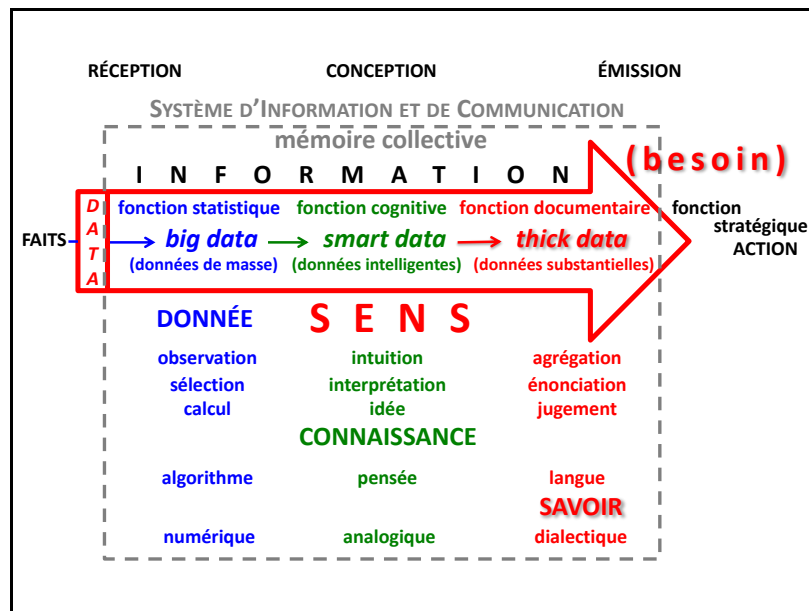 RÉCEPTION CONCEPTION ÉMISSION
SYSTÈME D'INFORMATION ET DE COMMUNICATION
mémoire collective
(besoin)
I N F O R M A T I O N
DATA
fonction statistique fonction cognitive fonction documentaire fonction
stratégique
FAITS big data smart data thick data ACTION
(données de masse) (données intelligentes) (données substantielles)
DONNÉE S E N S
observation intuition agrégation
sélection interprétation énonciation
calcul idée jugement
CONNAISSANCE
algorithme pensée langue
SAVOIR
numérique analogique dialectique